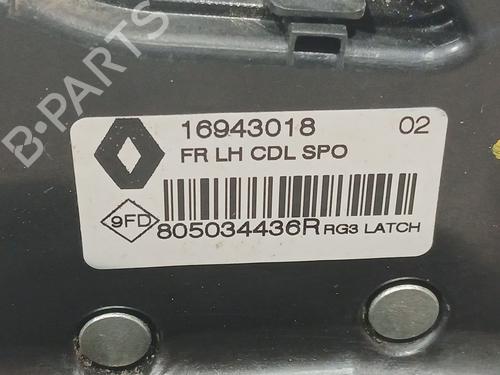 B-PARTS
16943018 02
FR LH CDL SPO
9FD
805034436R RG3 LATCH